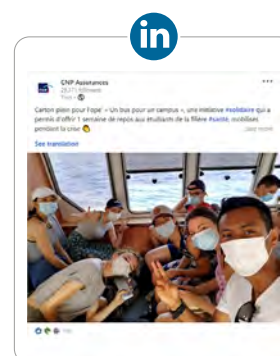 in
CNP Assurances
Carton plein pour l'opé' « Un bus pour un campus », une initiative #solidaire qui a
permis d'offrir 1 semaine de repos aux étudiants de la filière #santé, mobilisés
pendant la crise
See translation